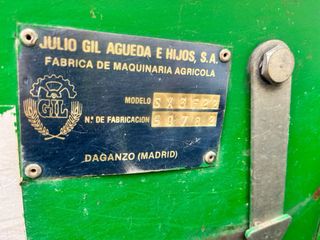 JULIO GIL AGUEDA E HIJOS, S.A.
FABRICA DE MAQUINARIA AGRICOLA
GIL
MODELO
Nº. DE FABRICACION
DAGANZO (MADRID)